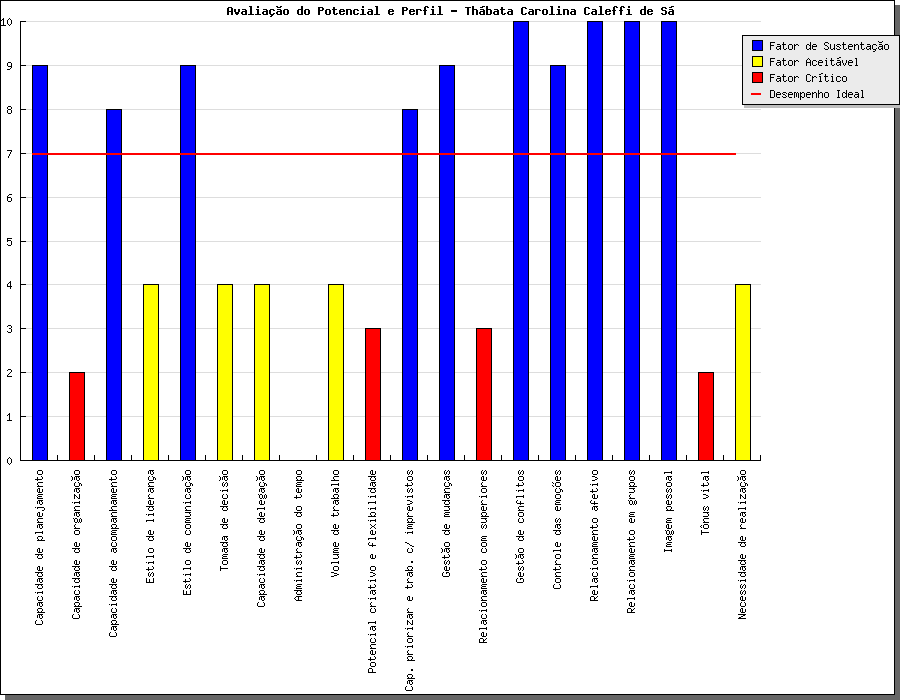 Avaliação do Potencial e Perfil - Thábata Carolina Caleffi de Sá
Fator de Sustentação
Fator Aceitável
Fator Crítico
Desempenho Ideal
10
9
8
7
6
5
4
3
2
1
0
Capacidade de planejamento
Capacidade de organização
Capacidade de acompanhamento
Estilo de liderança
Estilo de comunicação
Tomada de decisão
Capacidade de delegação
Administração do tempo
Volume de trabalho
Potencial criativo e flexibilidade
Cap. priorizar e trab. c/ imprevistos
Gestão de mudanças
Relacionamento com superiores
Gestão de conflitos
Controle das emoções
Relacionamento afetivo
Relacionamento em grupos
Imagem pessoal
Tônus vital
Necessidade de realização